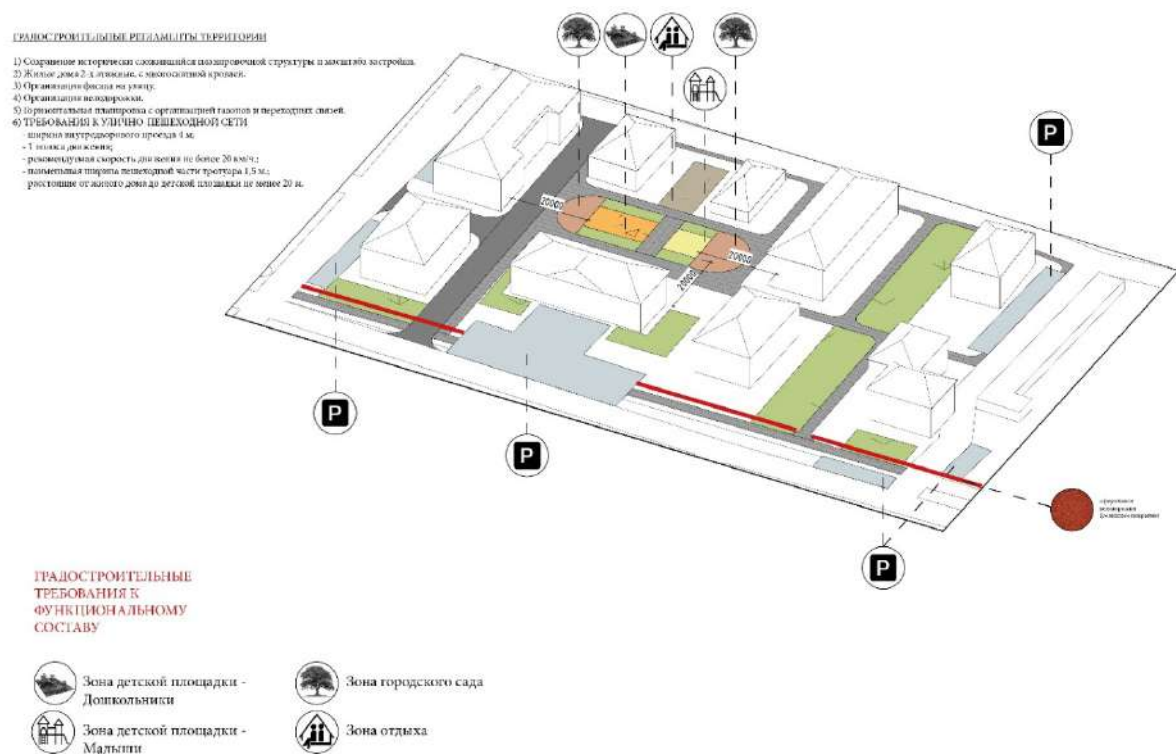 ГРАДОСТРОИТЕЛЬНЫЕ РЕГЛАМЕНТЫ ТЕРРИТОРИИ
1) Сохранение исторически сложившийся планировочной структуры и масштаба застройки.
2) Жилые дома 2-х этажные, с многоскатной кровлей.
3) Организация фасада на улицу.
4) Организация велодорожки.
5) Горизонтальная планировка с организацией газонов и переходных связей.
6) ТРЕБОВАНИЯ К УЛИЧНО ПЕШЕХОДНОЙ СЕТИ
- ширина внутредворового проезда 4 м;
- 1 полоса движения;
- рекомендуемая скорость движения не более 20 км/ч.;
- наименьшая ширина пешеходной части тротуара 1,5 м.;
расстояние от жилого дома до детской площадки не менее 20 м.
P
20000
20000
20000
P
P
P
ГРАДОСТРОИТЕЛЬНЫЕ
ТРЕБОВАНИЯ К
ФУНКЦИОНАЛЬНОМУ
СОСТАВУ
Зона детской площадки -
Дошкольники
Зона городского сада
Зона детской площадки -
Малыши
Зона отдыха